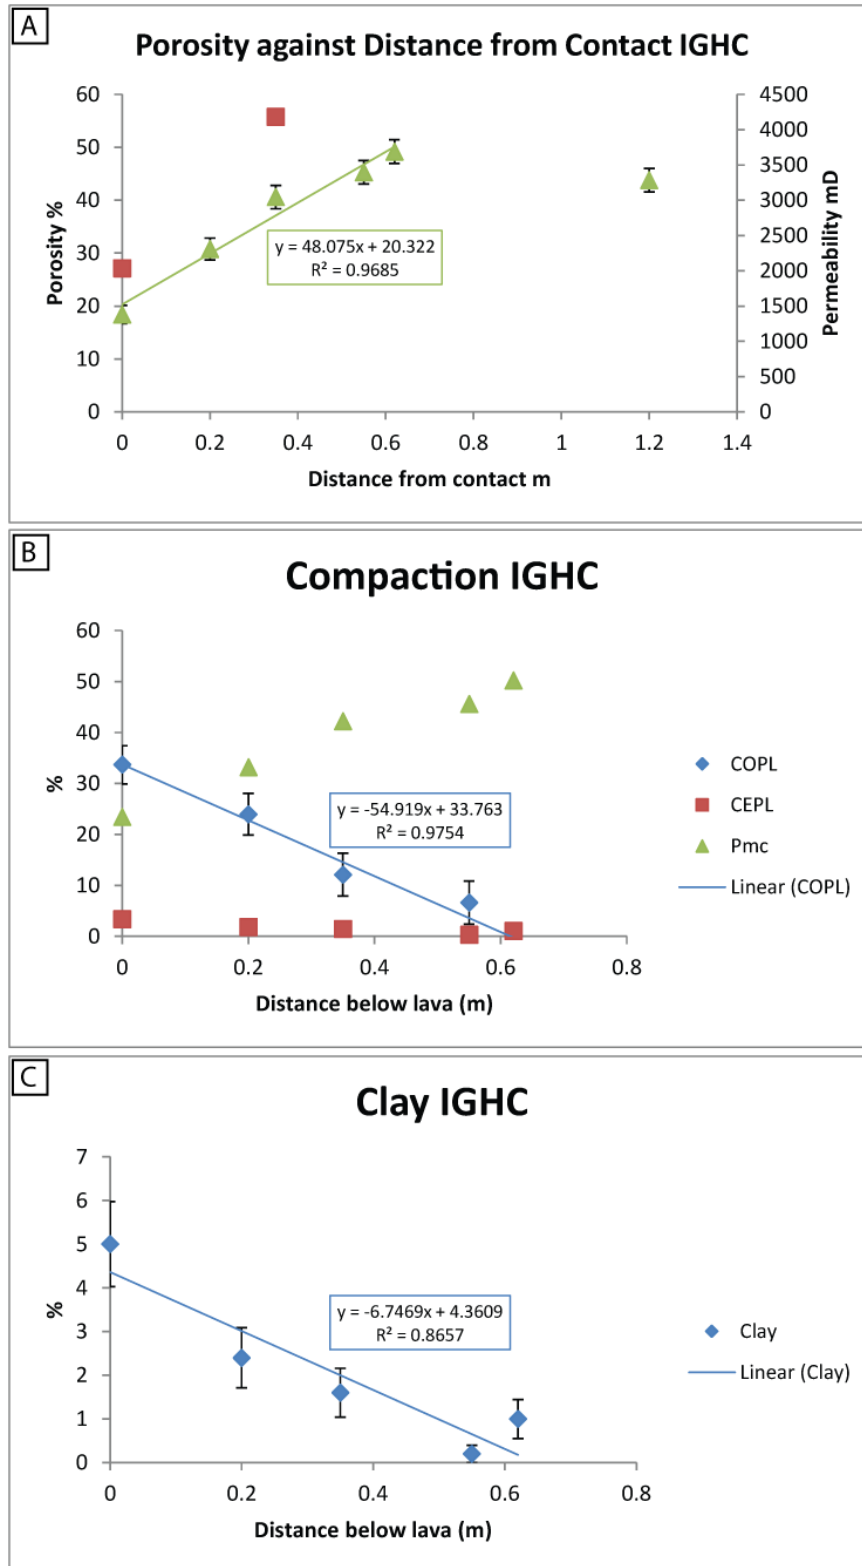 A
Porosity against Distance from Contact IGHC
60
50
40
30
20
10
0
Porosity %
4500
4000
3500
3000
2500
2000
1500
1000
500
0
Permeability mD
y = 48.075x + 20.322
R² = 0.9685
0 0.2 0.4 0.6 0.8 1 1.2 1.4
Distance from contact m
B
Compaction IGHC
60
50
40
30
20
10
0
%
y = -54.919x + 33.763
R² = 0.9754
COPL
CEPL
Pmc
Linear (COPL)
0 0.2 0.4 0.6 0.8
Distance below lava (m)
C
Clay IGHC
7
6
5
4
3
2
1
0
%
y = -6.7469x + 4.3609
R² = 0.8657
Clay
Linear (Clay)
0 0.2 0.4 0.6 0.8
Distance below lava (m)